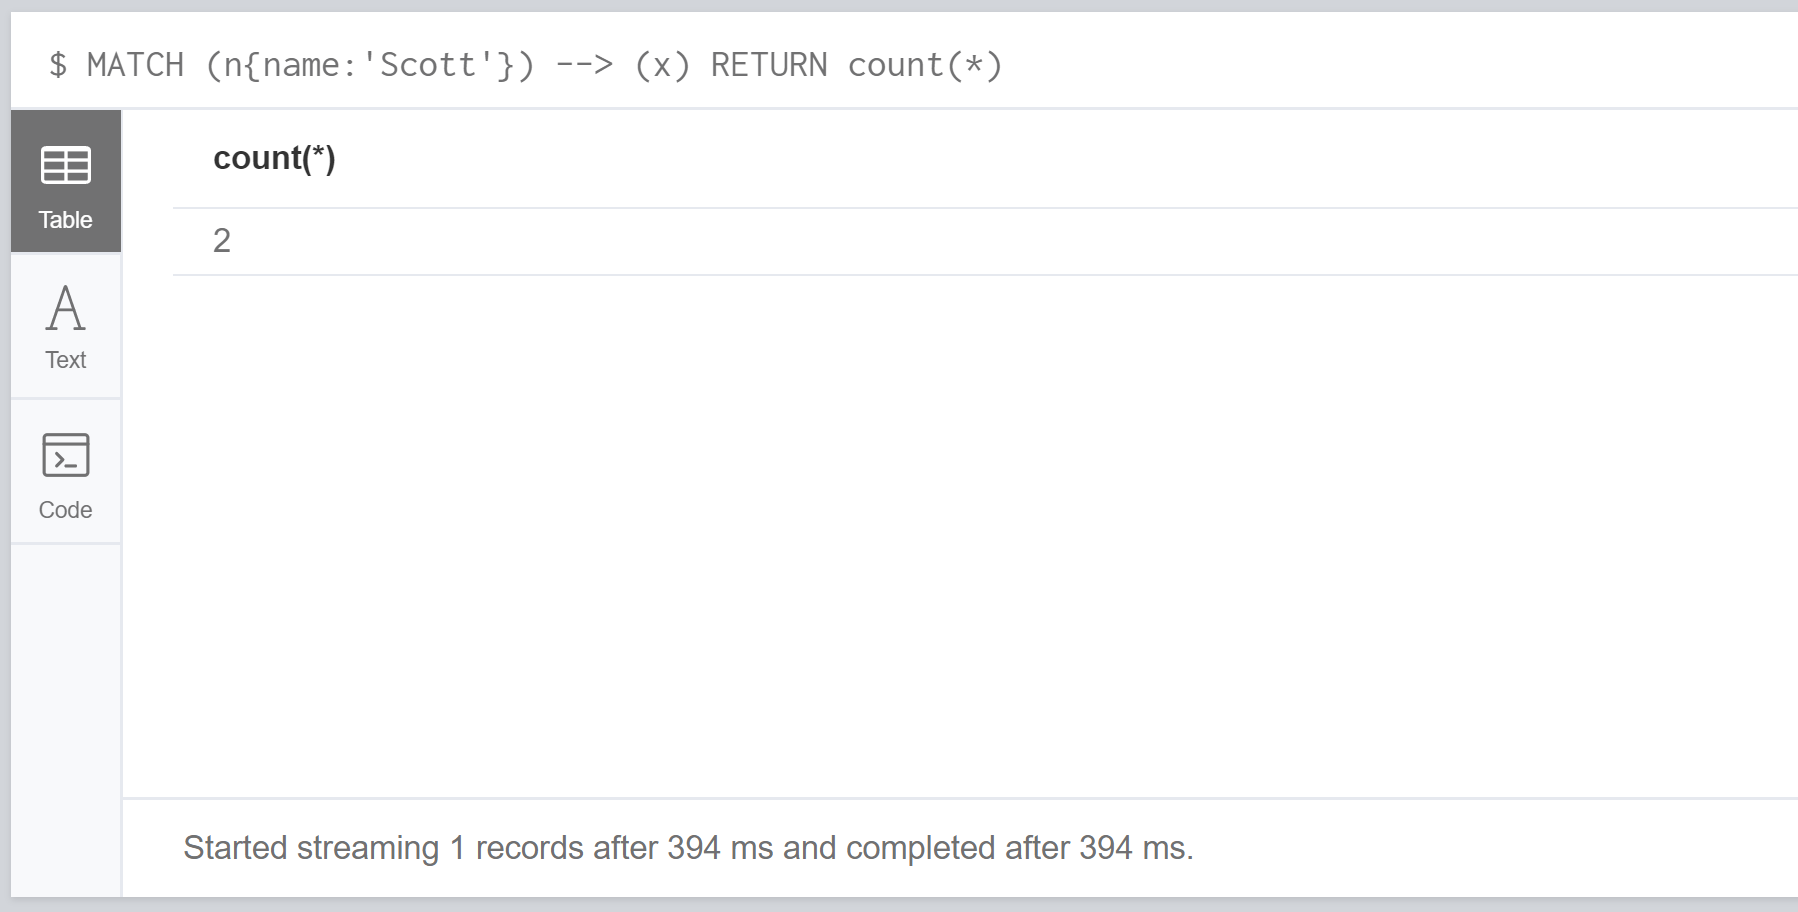 $ MATCH (n{name:'Scott'}) --> (x) RETURN count(*)
count(*)
Table
2
Text
Code
Started streaming 1 records after 394 ms and completed after 394 ms.